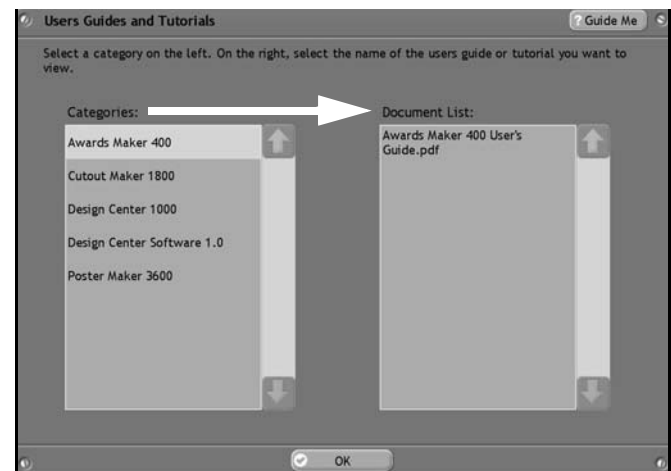 Users Guides and Tutorials
? Guide Me
Select a category on the left. On the right, select the name of the users guide or tutorial you want to
view.
Categories:
Document List:
Awards Maker 400
Cutout Maker 1800
Design Center 1000
Design Center Software 1.0
Poster Maker 3600
Awards Maker 400 User's
Guide.pdf
OK